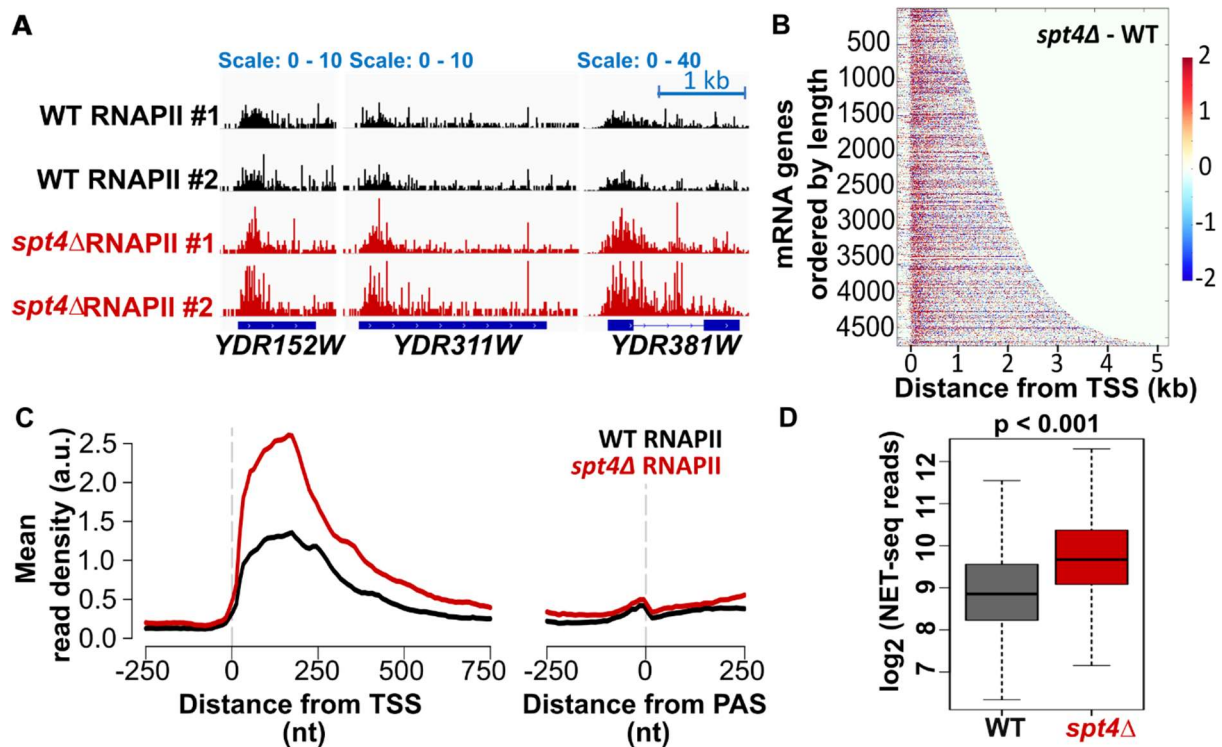 A
Scale: 0 - 10 Scale: 0 - 10 Scale: 0 - 40
1 kb
WT RNAPII #1
WT RNAPII #2
spt4Δ RNAPII #1
spt4Δ RNAPII #2
YDR152W YDR311W YDR381W
B
spt4Δ - WT
mRNA genes
ordered by length
500
1000
1500
2000
2500
3000
3500
4000
4500
0 1 2 3 4 5
Distance from TSS (kb)
2
1
0
-1
-2
C
WT RNAPII
spt4Δ RNAPII
Mean
read density (a.u.)
2.5
2.0
1.5
1.0
0.5
0.0
-250 0 250 500 750
Distance from TSS
(nt)
-250 0 250
Distance from PAS
(nt)
D
p < 0.001
log2 (NET-seq reads)
12
11
10
9
8
7
WT spt4Δ